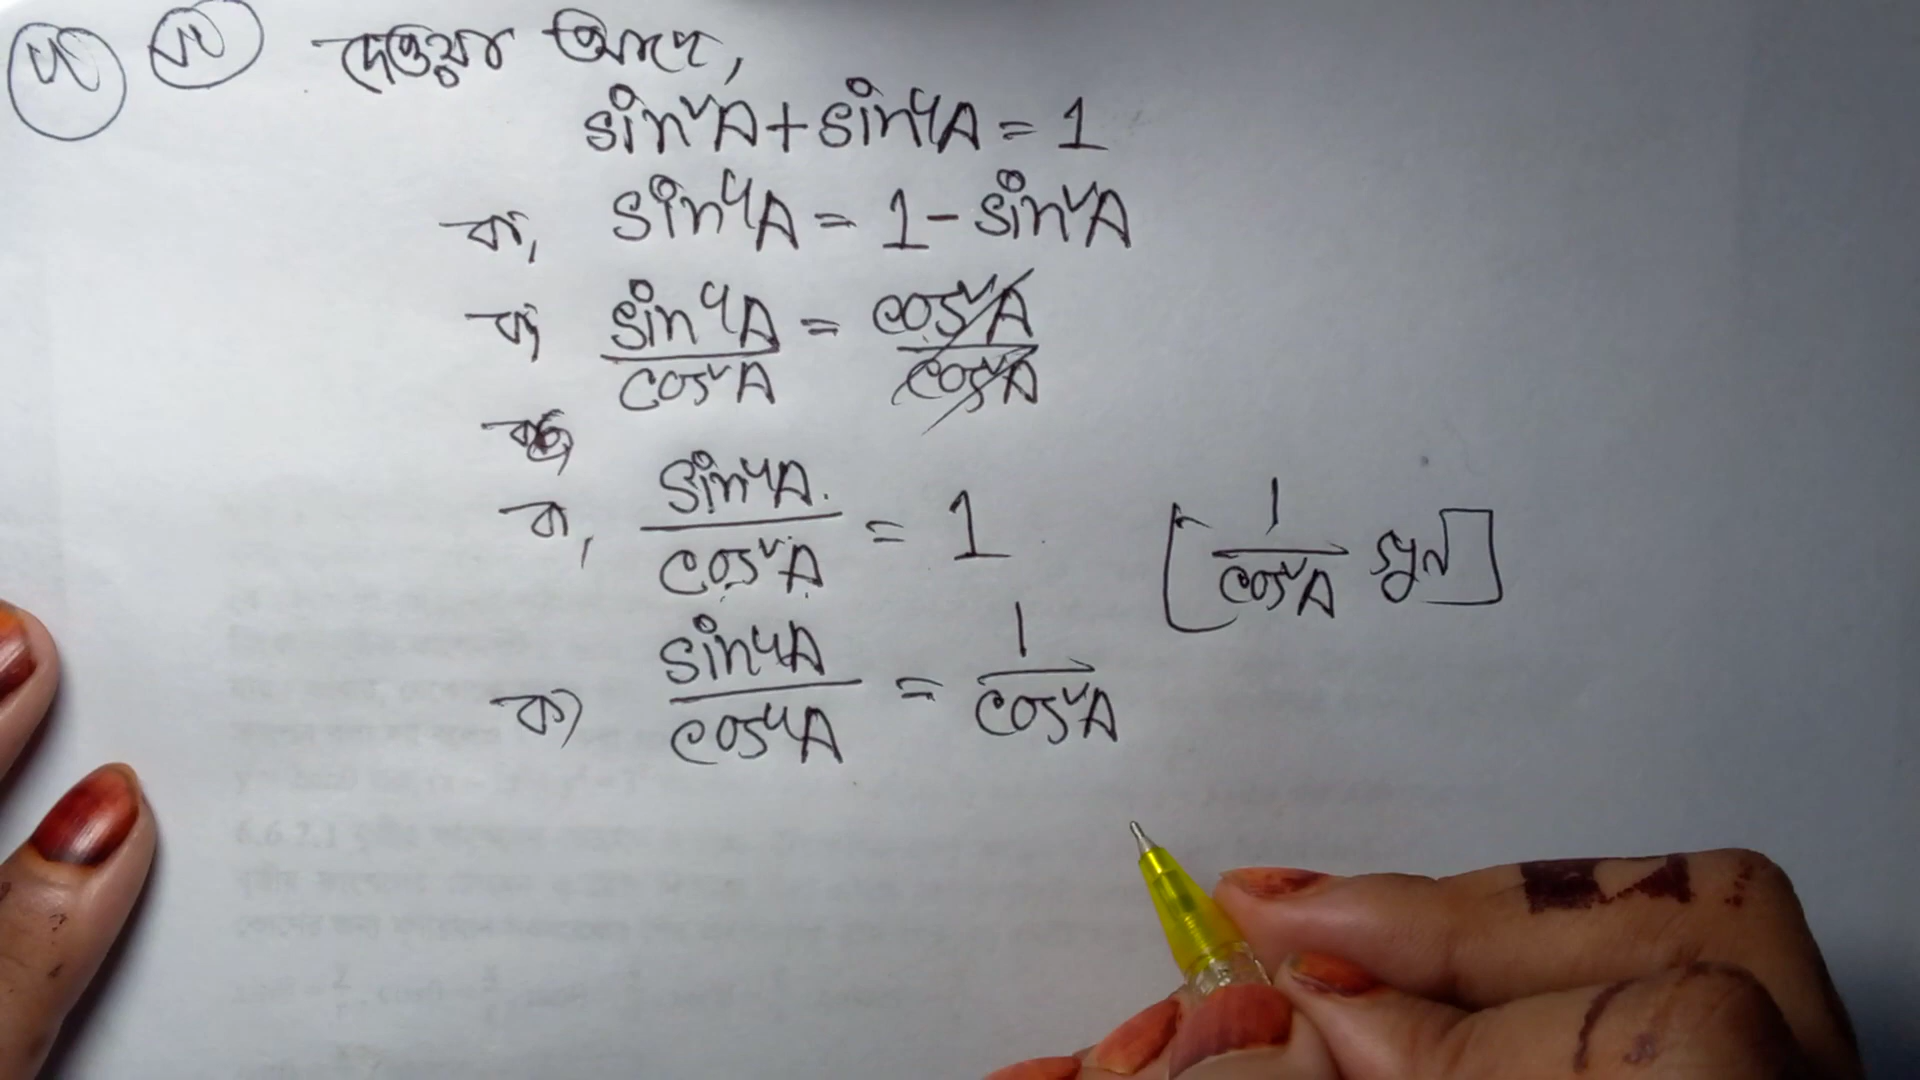 দেওয়া আছে,
sin²A + sin⁴A = 1
বা, sin⁴A = 1 - sin²A
বা, sin⁴A/cos²A = cos²A/cos²A
বা, sin⁴A/cos²A = 1 [1/cos²A গুন]
বা, sin⁴A/cos⁴A = 1/cos²A